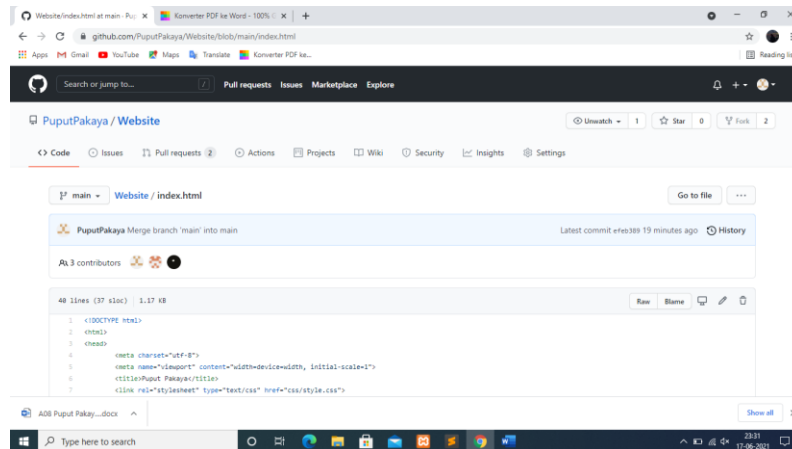 Website/index.html at main · Pup
Konverter PDF ke Word - 100% G
github.com/PuputPakaya/Website/blob/main/index.html
Apps Gmail YouTube Maps Translate Konverter PDF ke... Reading lis
Search or jump to... / Pull requests Issues Marketplace Explore
PuputPakaya / Website Unwatch 1 Star 0 Fork 2
Code Issues Pull requests 2 Actions Projects Wiki Security Insights Settings
main Website / index.html Go to file ...
PuputPakaya Merge branch 'main' into main Latest commit efeb389 19 minutes ago History
3 contributors
40 lines (37 sloc) 1.17 KB Raw Blame
1 <!DOCTYPE html>
2 <html>
3 <head>
4 <meta charset="utf-8">
5 <meta name="viewport" content="width=device-width, initial-scale=1">
6 <title>Puput Pakaya</title>
7 <link rel="stylesheet" type="text/css" href="css/style.css">
A08 Puput Pakay....docx Show all
Type here to search 23:31
17-06-2021